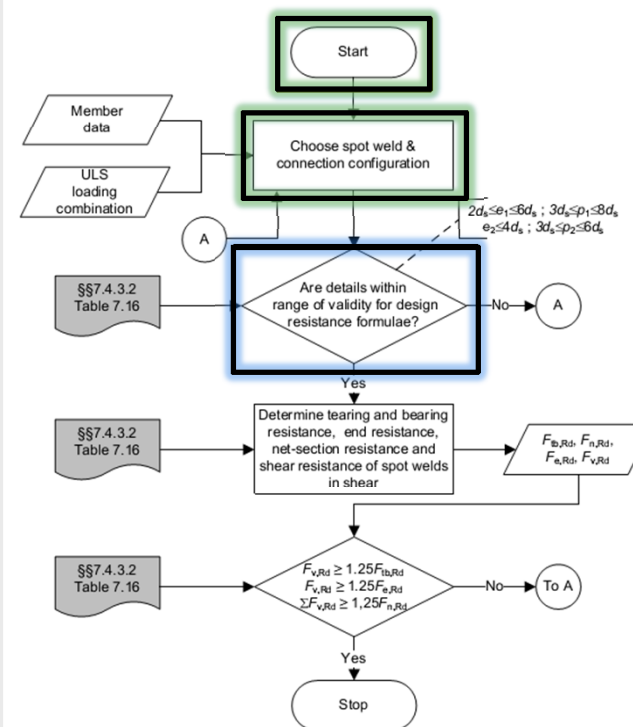 Start
Member
data
Choose spot weld &
connection configuration
ULS
loading
combination
2dₛ≤e₁≤6dₛ ; 3dₛ≤p₁≤8dₛ
e₂≤4dₛ ; 3dₛ≤p₂≤6dₛ
A
§§7.4.3.2
Table 7.16
Are details within
range of validity for design
resistance formulae?
No
A
Yes
§§7.4.3.2
Table 7.16
Determine tearing and bearing
resistance, end resistance,
net-section resistance and
shear resistance of spot welds
in shear
Ftb,Rd, Fn,Rd,
Fe,Rd, Fv,Rd
§§7.4.3.2
Table 7.16
Fv,Rd ≥ 1.25Ftb,Rd
Fv,Rd ≥ 1.25Fe,Rd
ΣFv,Rd ≥ 1,25Fn,Rd
No
To A
Yes
Stop